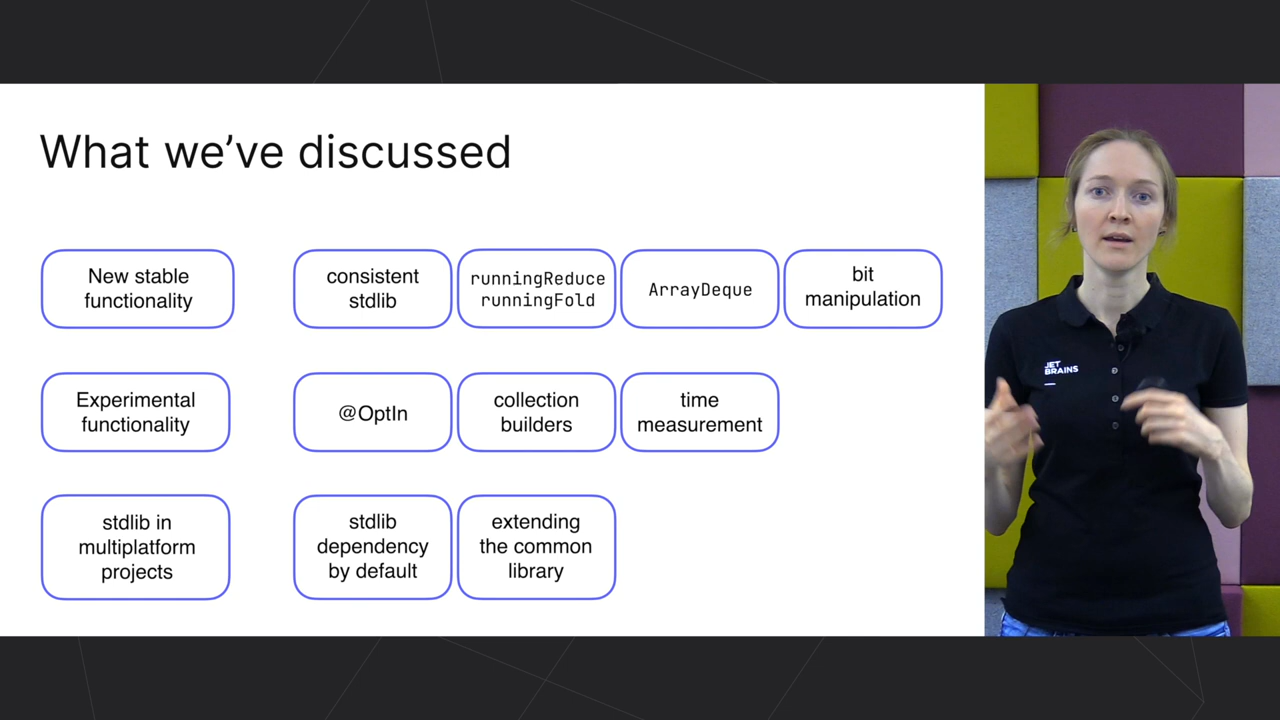 What we've discussed
New stable
functionality
consistent
stdlib
runningReduce
runningFold
ArrayDeque
bit
manipulation
Experimental
functionality
@OptIn
collection
builders
time
measurement
stdlib in
multiplatform
projects
stdlib
dependency
by default
extending
the common
library
JET
BRAINS